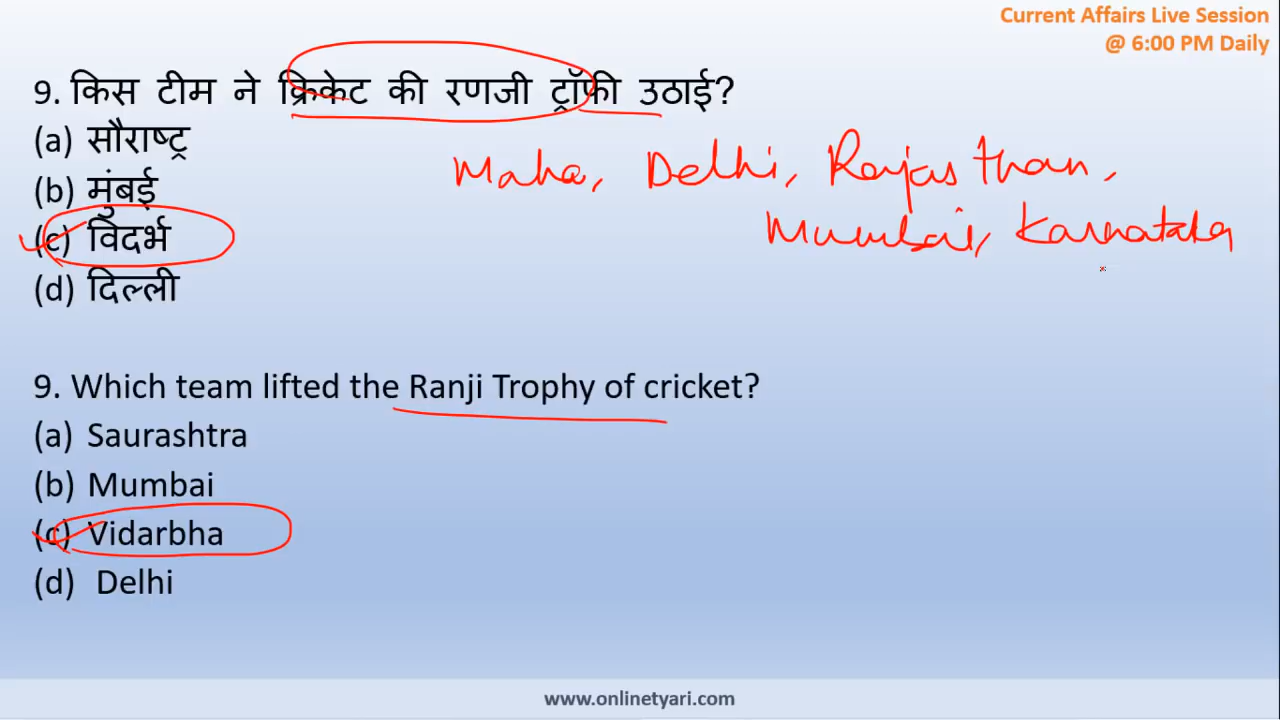 Current Affairs Live Session
@ 6:00 PM Daily
9. किस टीम ने क्रिकेट की रणजी ट्रॉफी उठाई?
(a) सौराष्ट्र
(b) मुंबई
(c) विदर्भ
(d) दिल्ली
Maha, Delhi, Rajasthan,
Mumbai, Karnataka
9. Which team lifted the Ranji Trophy of cricket?
(a) Saurashtra
(b) Mumbai
(c) Vidarbha
(d) Delhi
www.onlinetyari.com